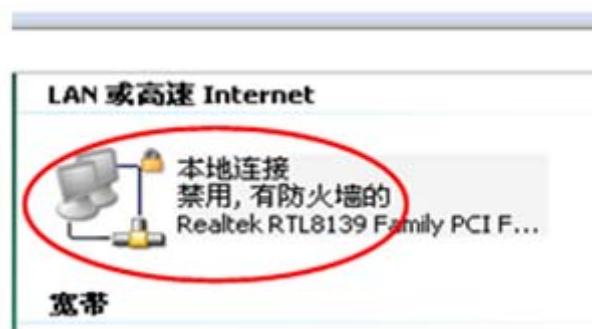 LAN 或高速 Internet
本地连接
禁用, 有防火墙的
Realtek RTL8139 Family PCI F...
宽带